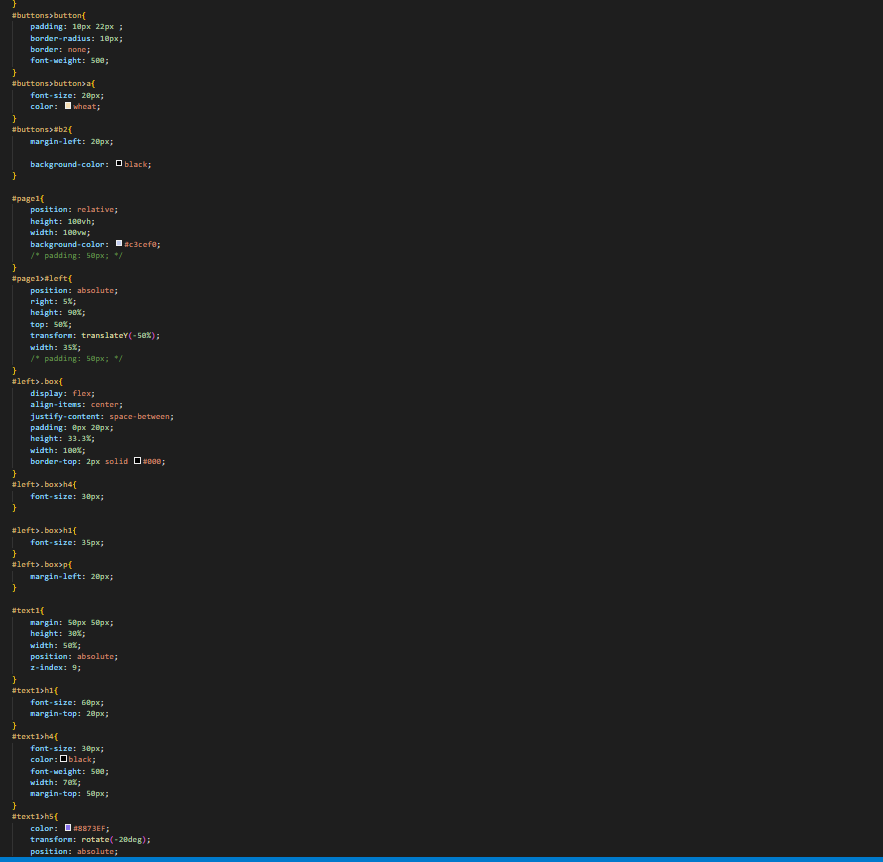 }
#buttons>button{
padding: 10px 22px ;
border-radius: 10px;
border: none;
font-weight: 500;
}
#buttons>button>a{
font-size: 20px;
color: wheat;
}
#buttons>#b2{
margin-left: 20px;
background-color: black;
}
#page1{
position: relative;
height: 100vh;
width: 100vw;
background-color: #c3cef0;
/* padding: 50px; */
}
#page1>#left{
position: absolute;
right: 5%;
height: 90%;
top: 50%;
transform: translateY(-50%);
width: 35%;
/* padding: 50px; */
}
#left>.box{
display: flex;
align-items: center;
justify-content: space-between;
padding: 0px 20px;
height: 33.3%;
width: 100%;
border-top: 2px solid #000;
}
#left>.box>h4{
font-size: 30px;
}
#left>.box>h1{
font-size: 35px;
}
#left>.box>p{
margin-left: 20px;
}
#text1{
margin: 50px 50px;
height: 30%;
width: 50%;
position: absolute;
z-index: 9;
}
#text1>h1{
font-size: 60px;
margin-top: 20px;
}
#text1>h4{
font-size: 30px;
color:black;
font-weight: 500;
width: 70%;
margin-top: 50px;
}
#text1>h5{
color: #8873EF;
transform: rotate(-20deg);
position: absolute;